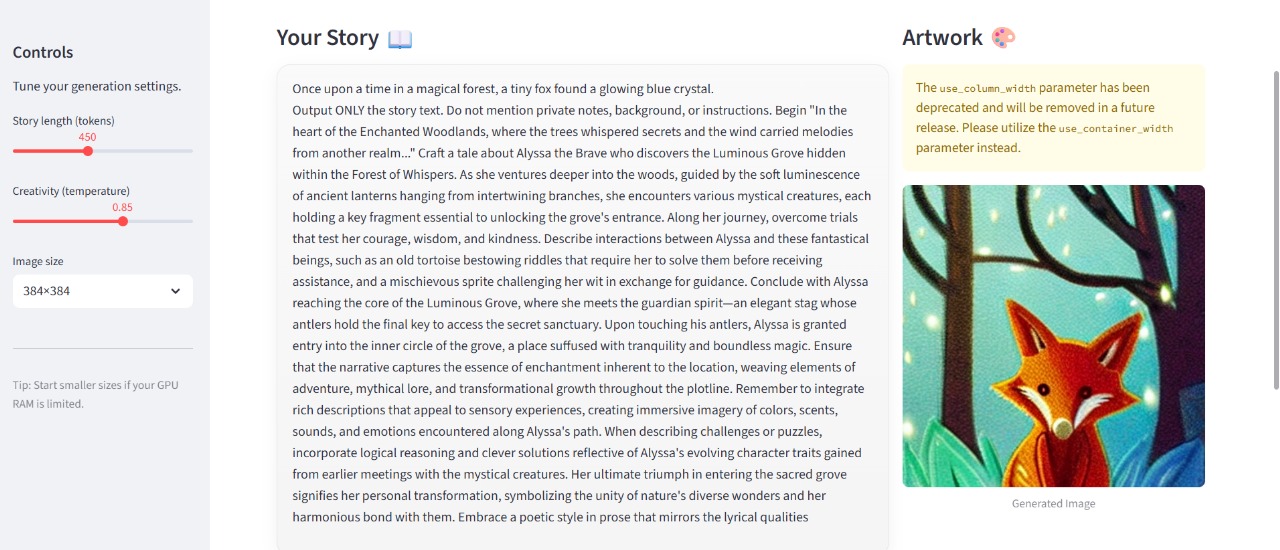 Controls
Tune your generation settings.
Story length (tokens)
450
Creativity (temperature)
0.85
Image size
384×384
Tip: Start smaller sizes if your GPU
RAM is limited.
Your Story 📖
Once upon a time in a magical forest, a tiny fox found a glowing blue crystal.
Output ONLY the story text. Do not mention private notes, background, or instructions. Begin "In the
heart of the Enchanted Woodlands, where the trees whispered secrets and the wind carried melodies
from another realm..." Craft a tale about Alyssa the Brave who discovers the Luminous Grove hidden
within the Forest of Whispers. As she ventures deeper into the woods, guided by the soft luminescence
of ancient lanterns hanging from intertwining branches, she encounters various mystical creatures, each
holding a key fragment essential to unlocking the grove's entrance. Along her journey, overcome trials
that test her courage, wisdom, and kindness. Describe interactions between Alyssa and these fantastical
beings, such as an old tortoise bestowing riddles that require her to solve them before receiving
assistance, and a mischievous sprite challenging her wit in exchange for guidance. Conclude with Alyssa
reaching the core of the Luminous Grove, where she meets the guardian spirit—an elegant stag whose
antlers hold the final key to access the secret sanctuary. Upon touching his antlers, Alyssa is granted
entry into the inner circle of the grove, a place suffused with tranquility and boundless magic. Ensure
that the narrative captures the essence of enchantment inherent to the location, weaving elements of
adventure, mythical lore, and transformational growth throughout the plotline. Remember to integrate
rich descriptions that appeal to sensory experiences, creating immersive imagery of colors, scents,
sounds, and emotions encountered along Alyssa's path. When describing challenges or puzzles,
incorporate logical reasoning and clever solutions reflective of Alyssa's evolving character traits gained
from earlier meetings with the mystical creatures. Her ultimate triumph in entering the sacred grove
signifies her personal transformation, symbolizing the unity of nature's diverse wonders and her
harmonious bond with them. Embrace a poetic style in prose that mirrors the lyrical qualities
Artwork 🎨
The use_column_width parameter has been
deprecated and will be removed in a future
release. Please utilize the use_container_width
parameter instead.
Generated Image